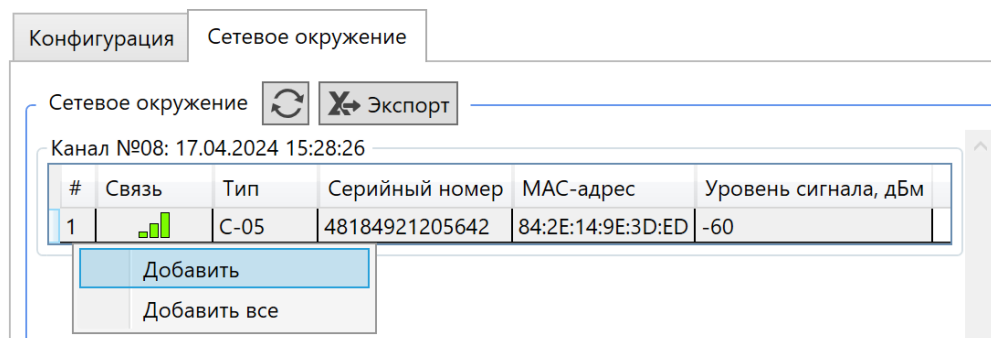 Конфигурация Сетевое окружение
Сетевое окружение Экспорт
Канал №08: 17.04.2024 15:28:26
# Связь Тип Серийный номер MAC-адрес Уровень сигнала, дБм
1 С-05 48184921205642 84:2E:14:9E:3D:ED -60
Добавить
Добавить все